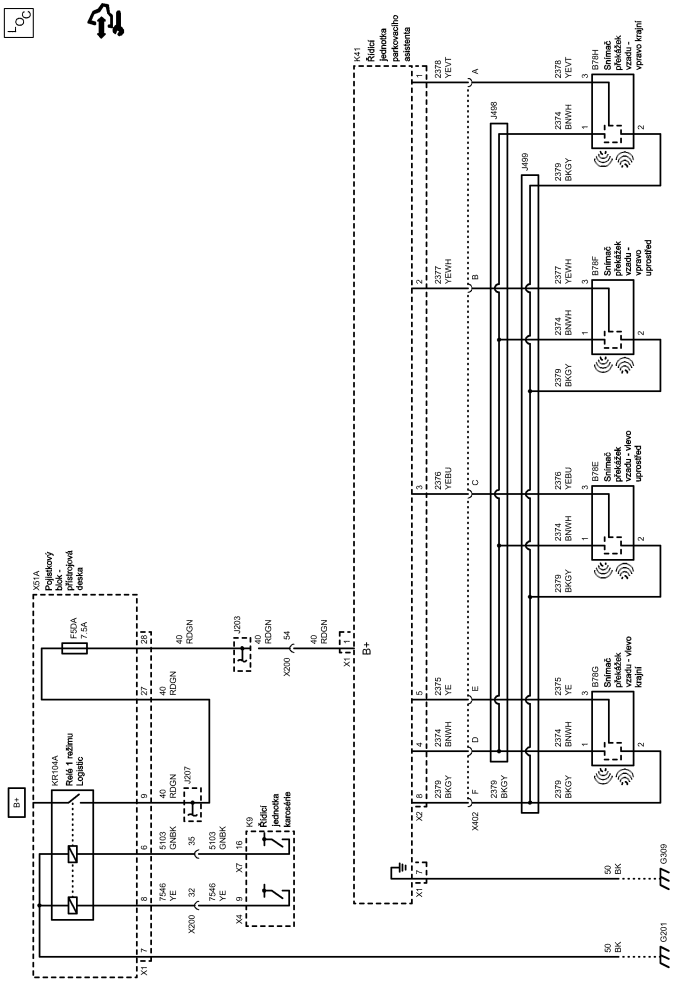 LOC
B+
X51A
Pojistkový
blok -
přístrojová
deska
KR104A
Relé 1 režimu
Logistic
F5DA
7.5A
X1
7
8
6
9
27
28
7546
YE
5103
GNBK
40
RDGN
40
RDGN
40
RDGN
J207
J203
X200
32
35
7546
YE
5103
GNBK
X4
9
X7
16
K9
Řídicí
jednotka
karosérie
40
RDGN
X200
54
40
RDGN
X1
1
B+
K41
Řídicí
jednotka
parkovacího
asistenta
X1
7
X2
8
4
5
3
2
1
2379
BKGY
2374
BNWH
2375
YE
2376
YEBU
2377
YEWH
2378
YEVT
X402
F
D
E
C
B
A
J498
J499
2379
BKGY
2379
BKGY
2374
BNWH
2375
YE
1
3
2
B78G
Snímač
překážek
vzadu - vlevo
krajní
2379
BKGY
2374
BNWH
2376
YEBU
1
3
2
B78E
Snímač
překážek
vzadu - vlevo
uprostřed
2379
BKGY
2374
BNWH
2377
YEWH
1
3
2
B78F
Snímač
překážek
vzadu -
vpravo
uprostřed
2379
BKGY
2374
BNWH
2378
YEVT
1
3
2
B78H
Snímač
překážek
vzadu -
vpravo krajní
50
BK
G201
50
BK
G309